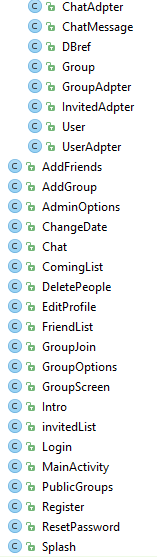 ChatAdpter
ChatMessage
DBref
Group
GroupAdpter
InvitedAdpter
User
UserAdpter
AddFriends
AddGroup
AdminOptions
ChangeDate
Chat
ComingList
DeletePeople
EditProfile
FriendList
GroupJoin
GroupOptions
GroupScreen
Intro
invitedList
Login
MainActivity
PublicGroups
Register
ResetPassword
Splash